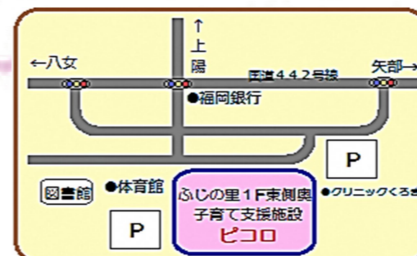 ↑
上
陽
←八女
国道442号線
矢部→
●福岡銀行
P
図書館
●体育館
ふじの里1F東側奥
子育て支援施設
ピコロ
●クリニックくろき
P